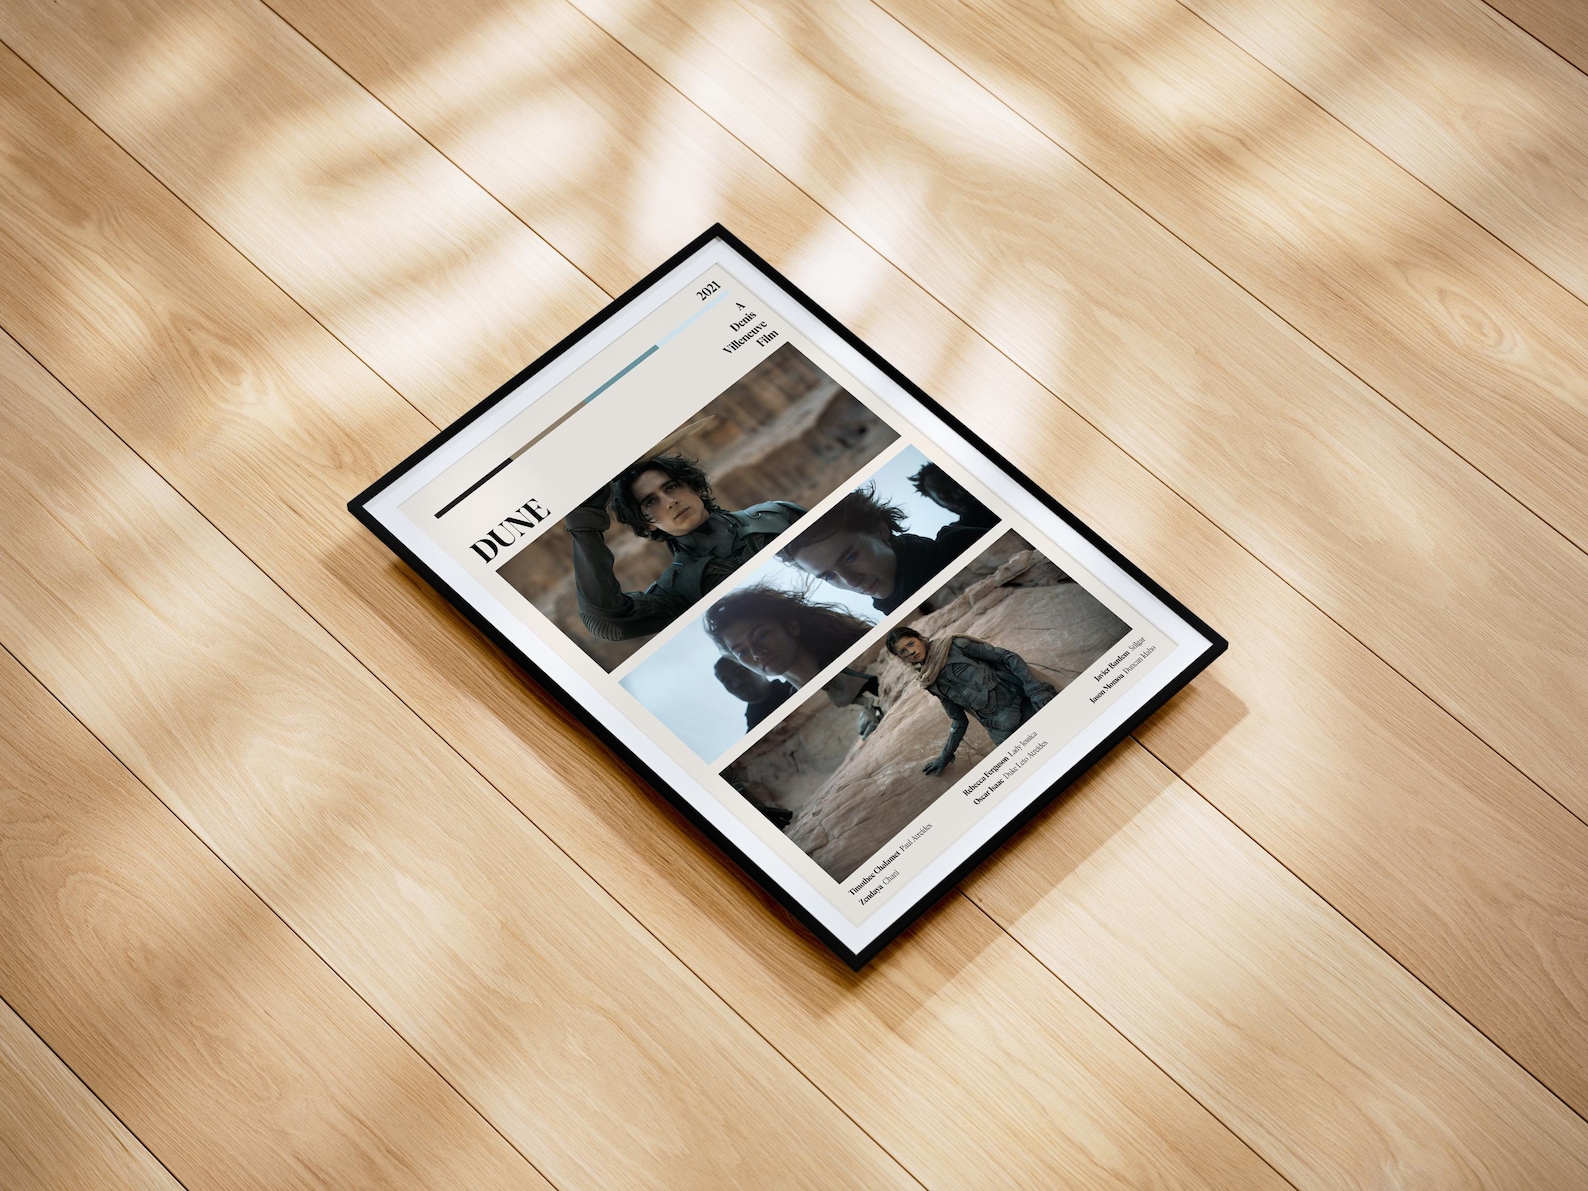 2021
A
Denis
Villeneuve
Film
DUNE
Timothee Chalamet Paul Atreides
Zendaya Chani
Rebecca Ferguson Lady Jessica
Oscar Isaac Duke Leto Atreides
Javier Bardem Stilgar
Jason Momoa Duncan Idaho